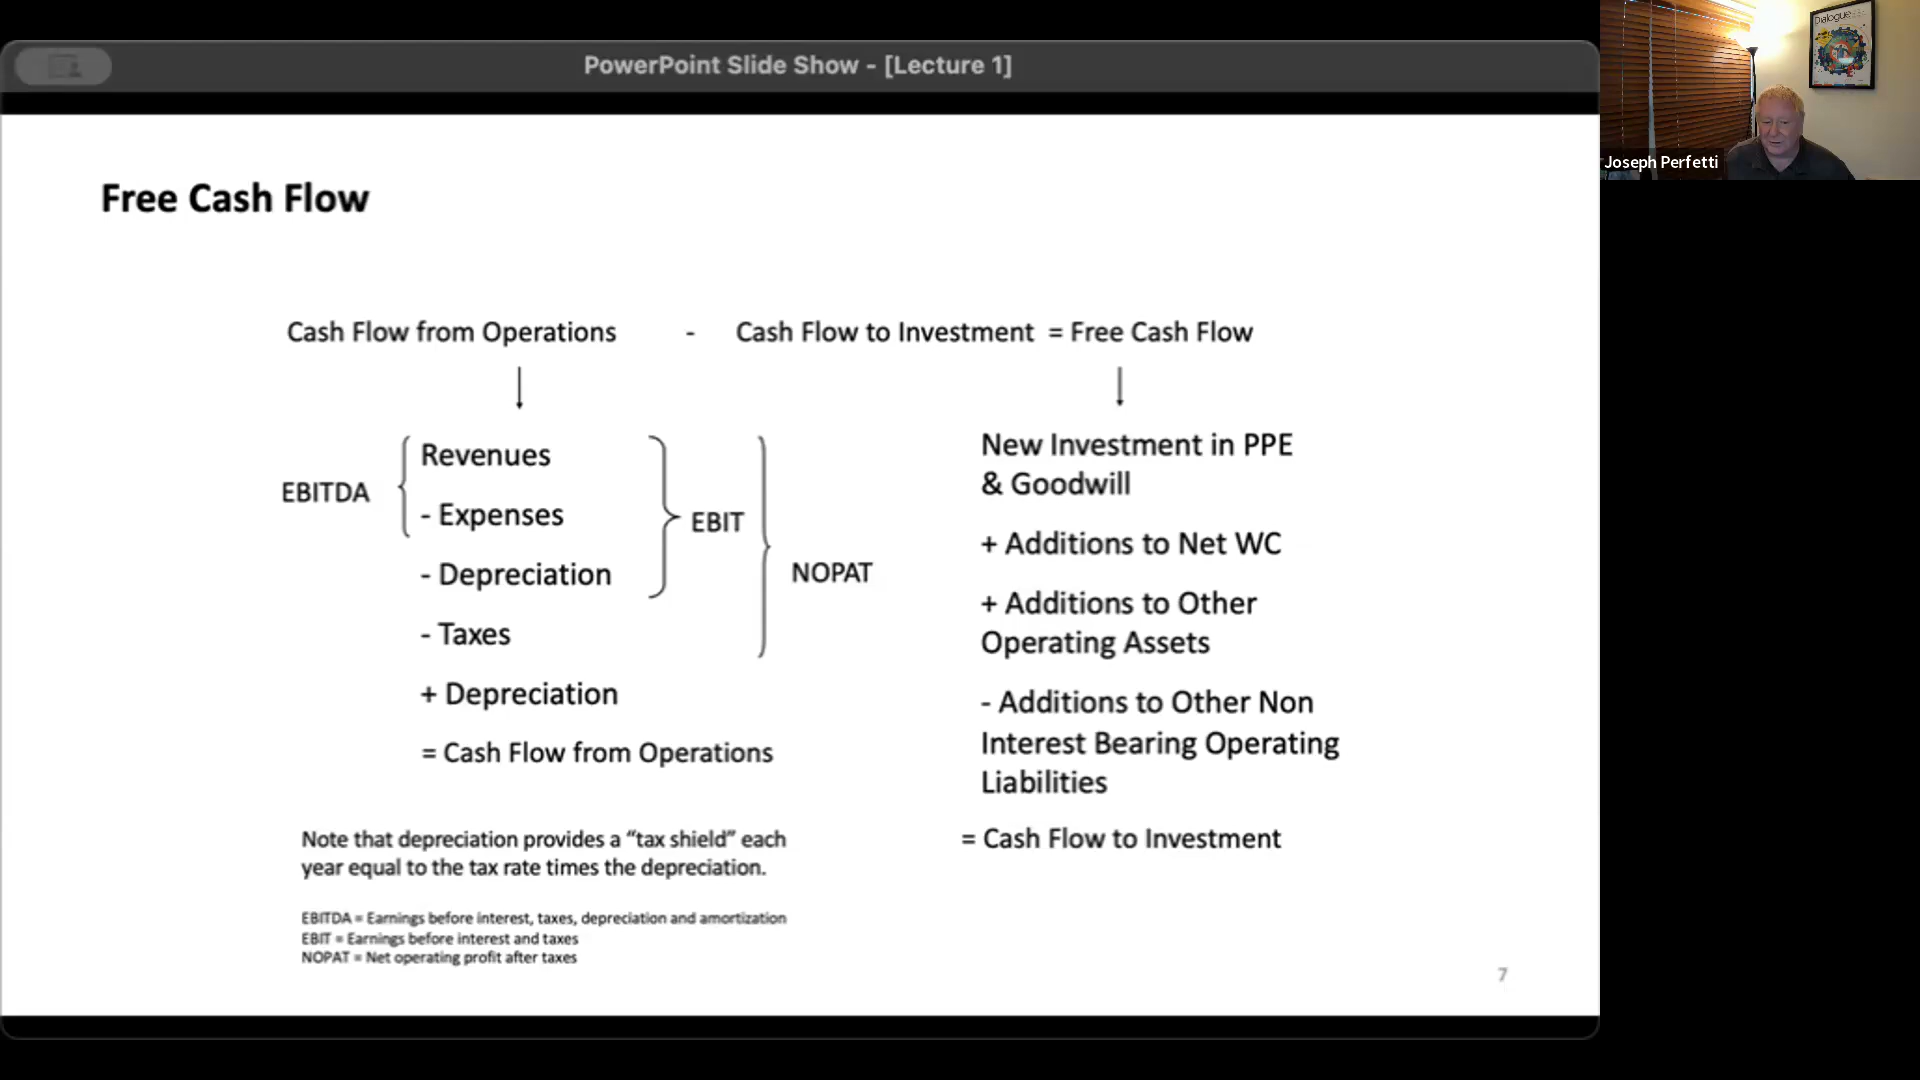 PowerPoint Slide Show - [Lecture 1]
Dialogue
Joseph Perfetti
Free Cash Flow
Cash Flow from Operations - Cash Flow to Investment = Free Cash Flow
EBITDA
Revenues
- Expenses
- Depreciation
- Taxes
+ Depreciation
= Cash Flow from Operations
EBIT
NOPAT
New Investment in PPE
& Goodwill
+ Additions to Net WC
+ Additions to Other
Operating Assets
- Additions to Other Non
Interest Bearing Operating
Liabilities
= Cash Flow to Investment
Note that depreciation provides a “tax shield” each
year equal to the tax rate times the depreciation.
EBITDA = Earnings before interest, taxes, depreciation and amortization
EBIT = Earnings before interest and taxes
NOPAT = Net operating profit after taxes
7